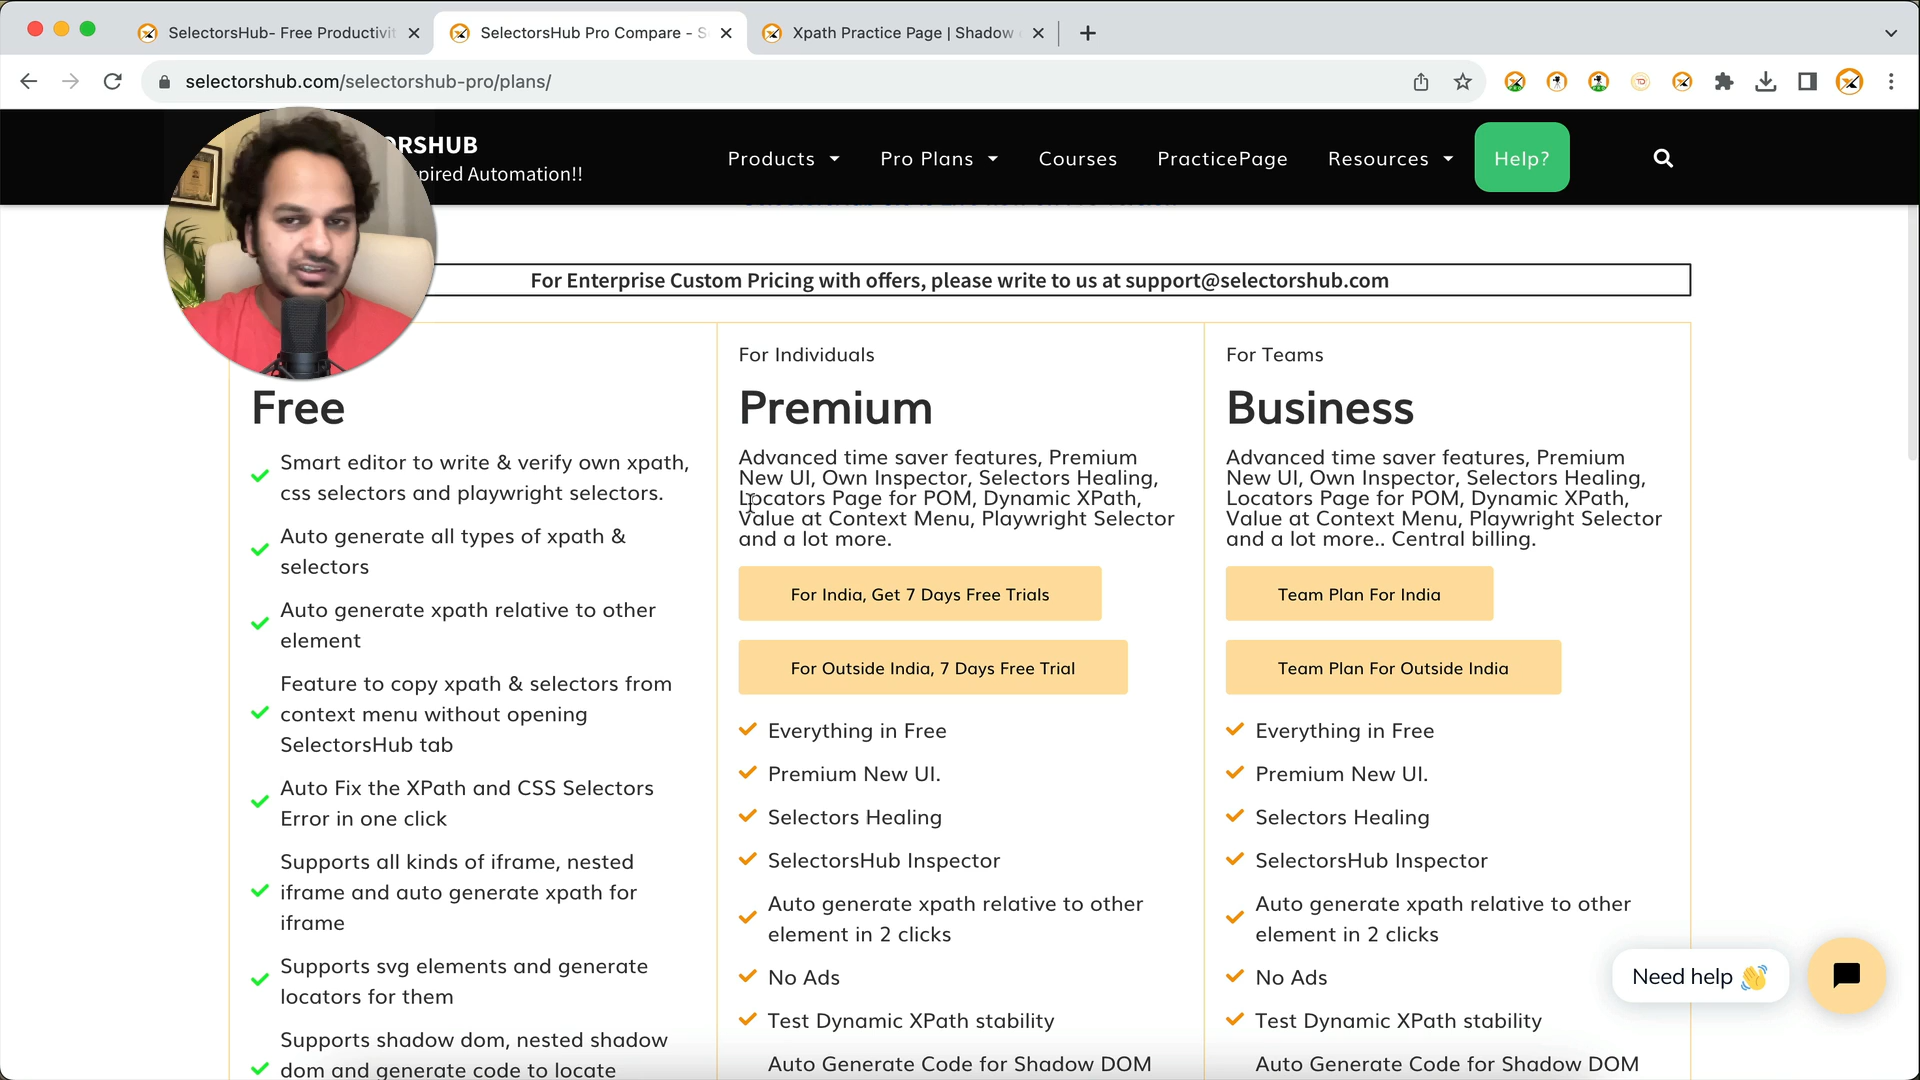 SelectorsHub- Free Productivit
SelectorsHub Pro Compare - S
Xpath Practice Page | Shadow
selectorshub.com/selectorshub-pro/plans/
ORSHUB
pired Automation!!
Products
Pro Plans
Courses
PracticePage
Resources
Help?
For Enterprise Custom Pricing with offers, please write to us at support@selectorshub.com
Free
Smart editor to write & verify own xpath,
css selectors and playwright selectors.
Auto generate all types of xpath &
selectors
Auto generate xpath relative to other
element
Feature to copy xpath & selectors from
context menu without opening
SelectorsHub tab
Auto Fix the XPath and CSS Selectors
Error in one click
Supports all kinds of iframe, nested
iframe and auto generate xpath for
iframe
Supports svg elements and generate
locators for them
Supports shadow dom, nested shadow
dom and generate code to locate
For Individuals
Premium
Advanced time saver features, Premium
New UI, Own Inspector, Selectors Healing,
Locators Page for POM, Dynamic XPath,
Value at Context Menu, Playwright Selector
and a lot more.
For India, Get 7 Days Free Trials
For Outside India, 7 Days Free Trial
Everything in Free
Premium New UI.
Selectors Healing
SelectorsHub Inspector
Auto generate xpath relative to other
element in 2 clicks
No Ads
Test Dynamic XPath stability
Auto Generate Code for Shadow DOM
For Teams
Business
Advanced time saver features, Premium
New UI, Own Inspector, Selectors Healing,
Locators Page for POM, Dynamic XPath,
Value at Context Menu, Playwright Selector
and a lot more.. Central billing.
Team Plan For India
Team Plan For Outside India
Everything in Free
Premium New UI.
Selectors Healing
SelectorsHub Inspector
Auto generate xpath relative to other
element in 2 clicks
No Ads
Test Dynamic XPath stability
Auto Generate Code for Shadow DOM
Need help 👋